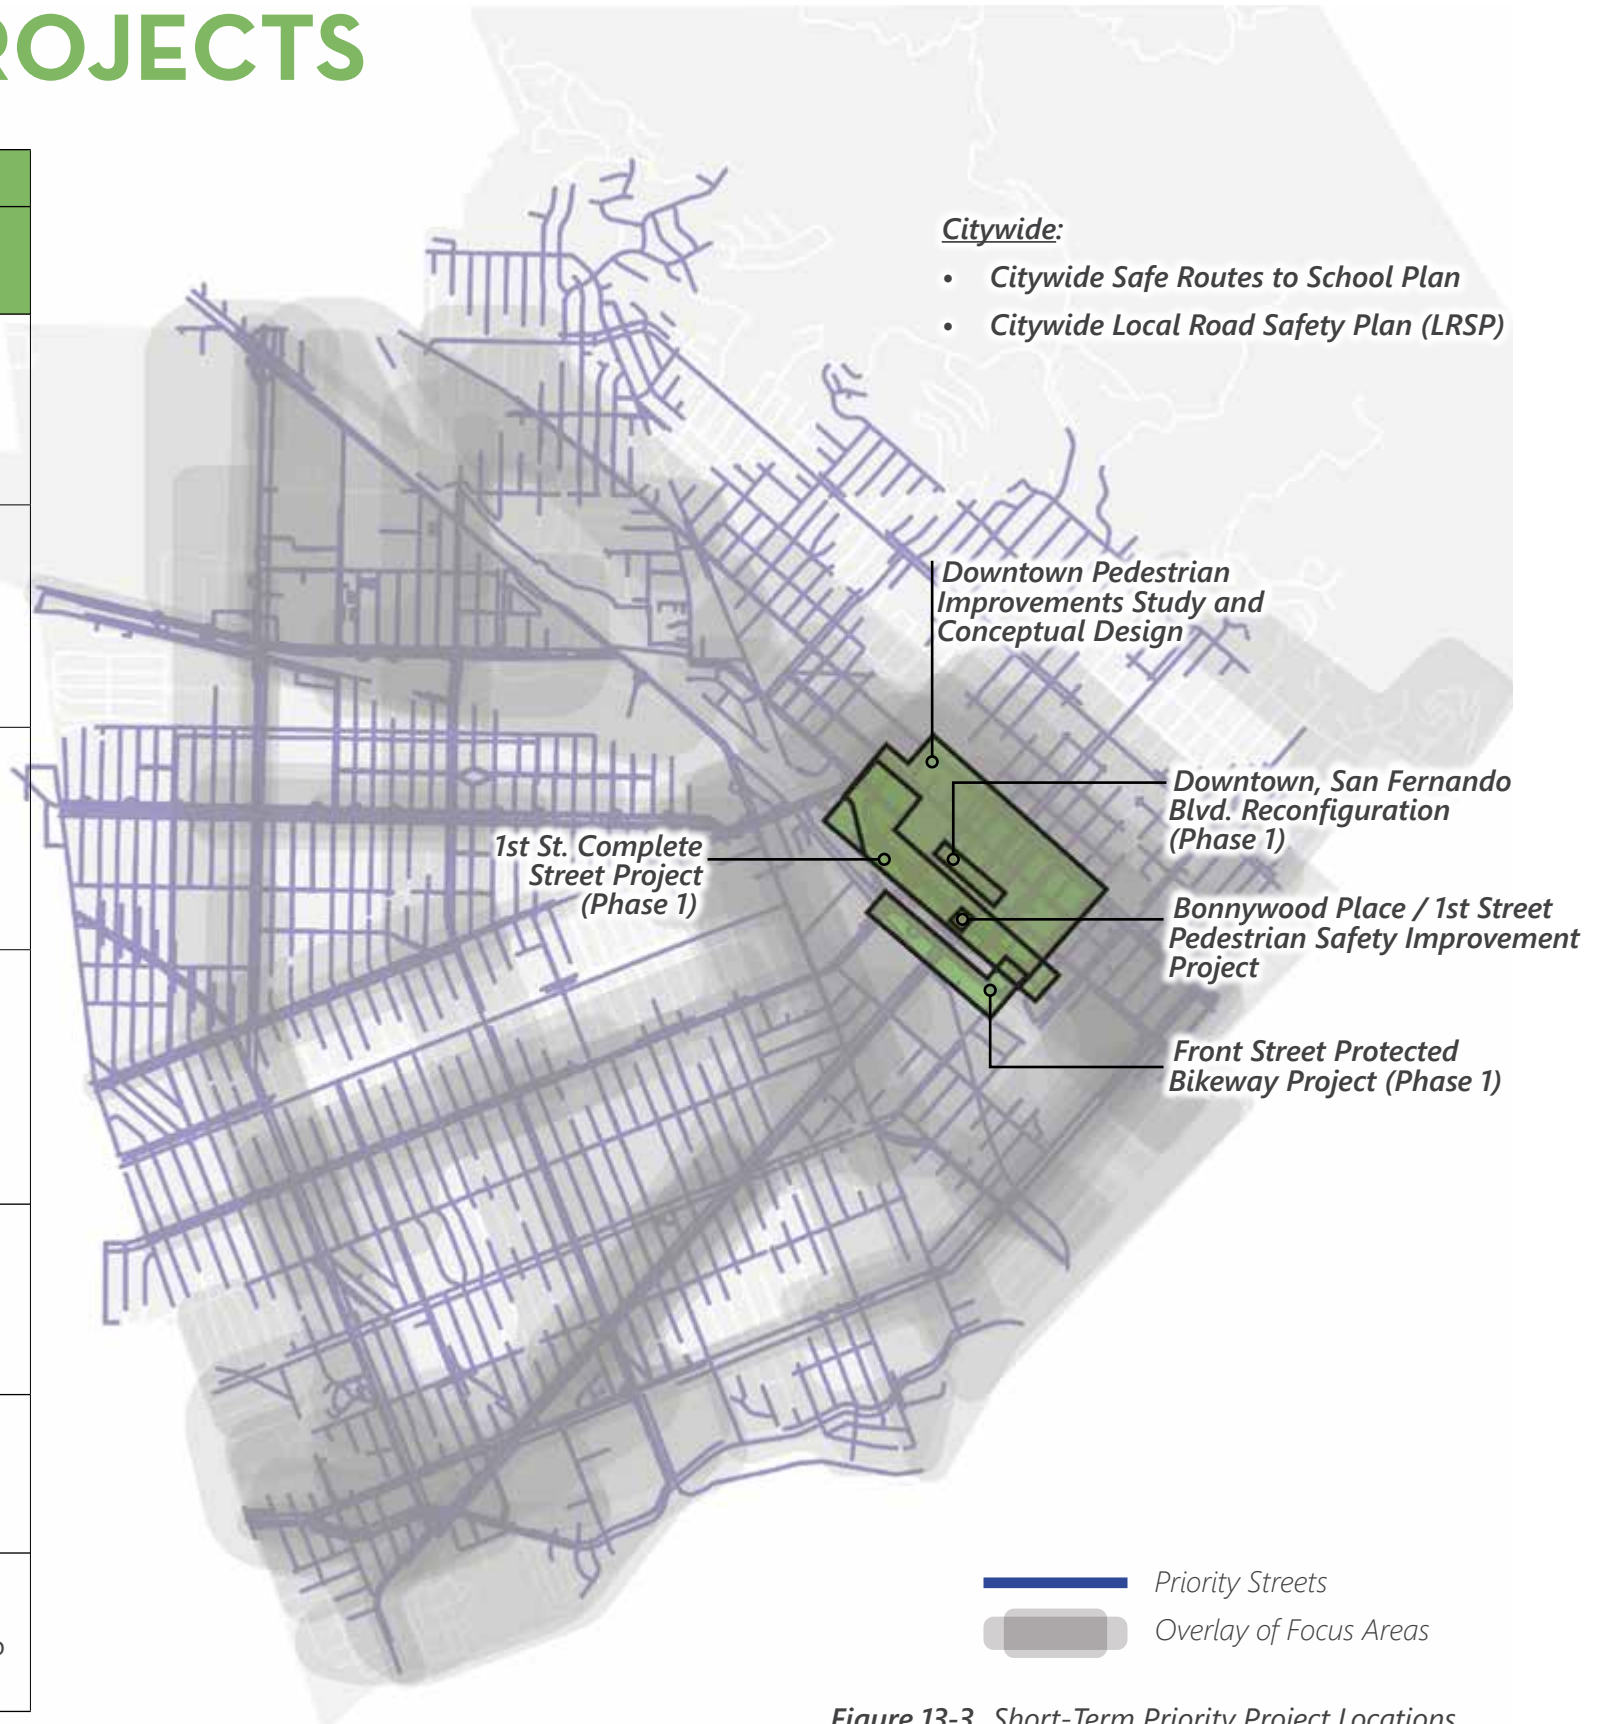 ROJECTS
Citywide:
• Citywide Safe Routes to School Plan
• Citywide Local Road Safety Plan (LRSP)
Downtown Pedestrian
Improvements Study and
Conceptual Design
Downtown, San Fernando
Blvd. Reconfiguration
(Phase 1)
1st St. Complete
Street Project
(Phase 1)
Bonnywood Place / 1st Street
Pedestrian Safety Improvement
Project
Front Street Protected
Bikeway Project (Phase 1)
Priority Streets
Overlay of Focus Areas
Figure 13-3 Short-Term Priority Project Locations